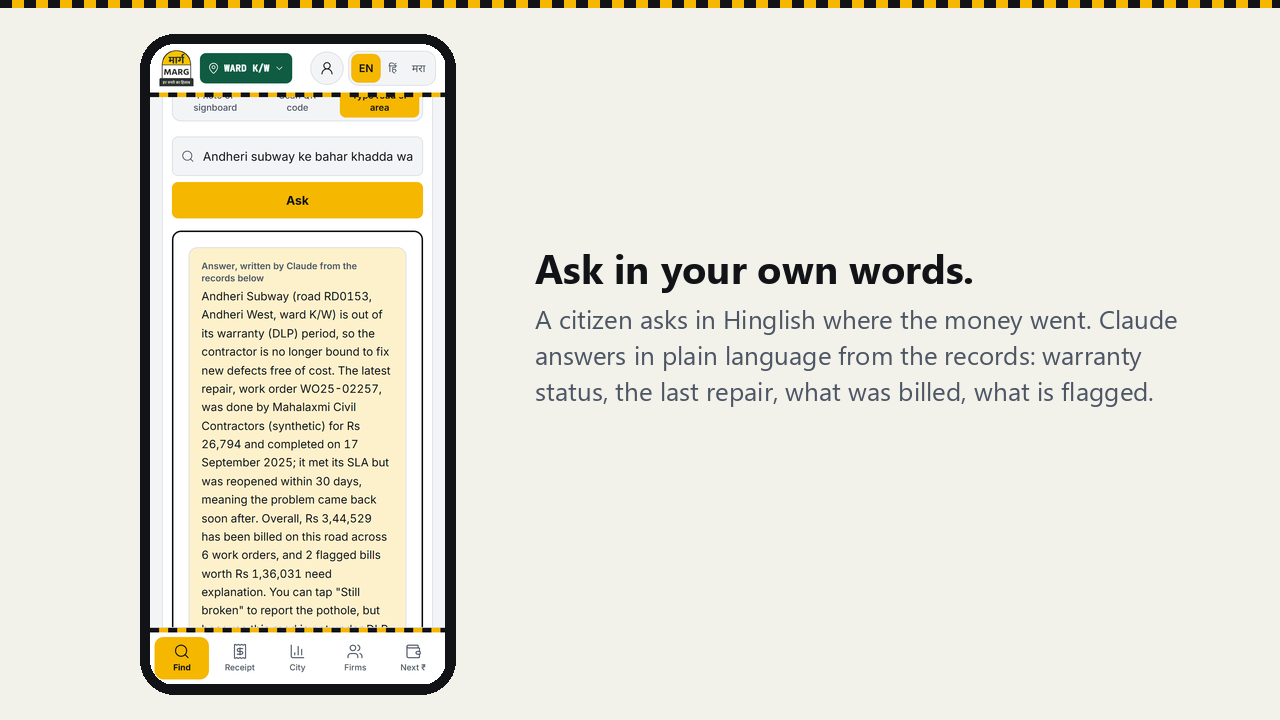 मार्ग
MARG
WARD K/W
EN
हिं
मरा
signboard
code
area
Andheri subway ke bahar khadda wa
Ask
Answer, written by Claude from the
records below
Andheri Subway (road RD0153,
Andheri West, ward K/W) is out of
its warranty (DLP) period, so the
contractor is no longer bound to fix
new defects free of cost. The latest
repair, work order WO25-02257,
was done by Mahalaxmi Civil
Contractors (synthetic) for Rs
26,794 and completed on 17
September 2025; it met its SLA but
was reopened within 30 days,
meaning the problem came back
soon after. Overall, Rs 3,44,529
has been billed on this road across
6 work orders, and 2 flagged bills
worth Rs 1,36,031 need
explanation. You can tap "Still
broken" to report the pothole, but
Find
Receipt
City
Firms
Next ₹
Ask in your own words.
A citizen asks in Hinglish where the money went. Claude
answers in plain language from the records: warranty
status, the last repair, what was billed, what is flagged.